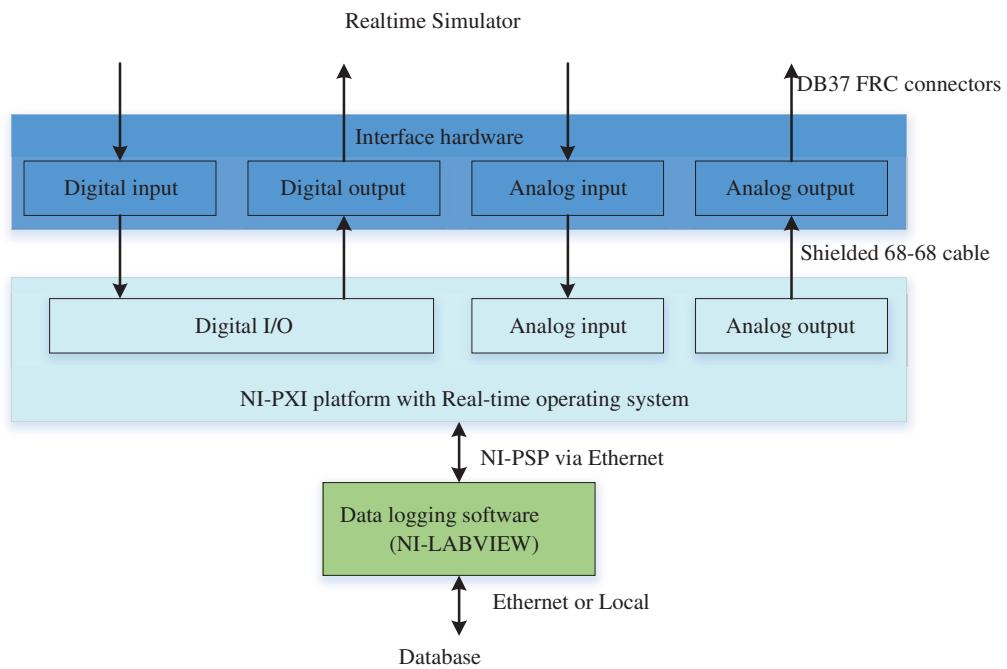 Realtime Simulator
DB37 FRC connectors
Interface hardware
Digital input
Digital output
Analog input
Analog output
Shielded 68-68 cable
Digital I/O
Analog input
Analog output
NI-PXI platform with Real-time operating system
NI-PSP via Ethernet
Data logging software
(NI-LABVIEW)
Ethernet or Local
Database